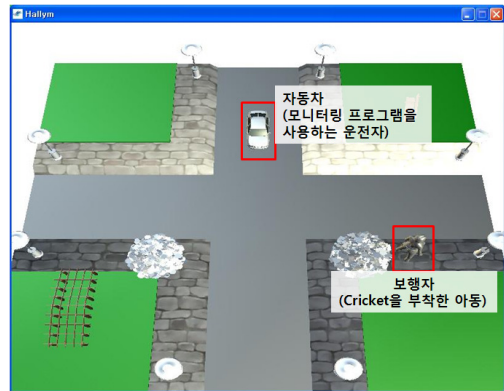 Hallym
자동차
(모니터링 프로그램을
사용하는 운전자)
보행자
(Cricket을 부착한 아동)